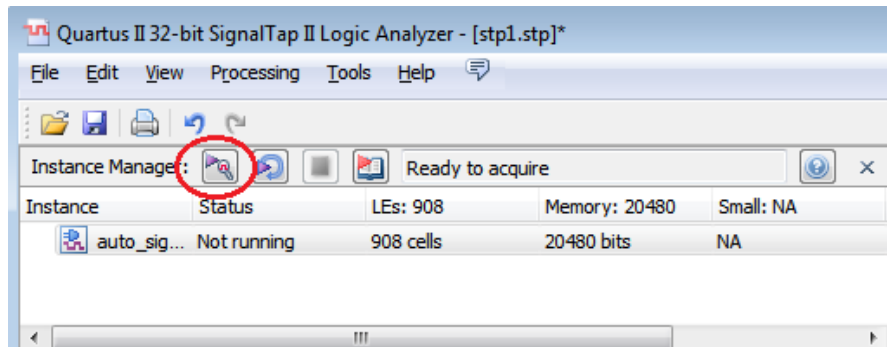 Quartus II 32-bit SignalTap II Logic Analyzer - [stp1.stp]*
File Edit View Processing Tools Help
Instance Manager: Ready to acquire
Instance Status LEs: 908 Memory: 20480 Small: NA
auto_sig... Not running 908 cells 20480 bits NA